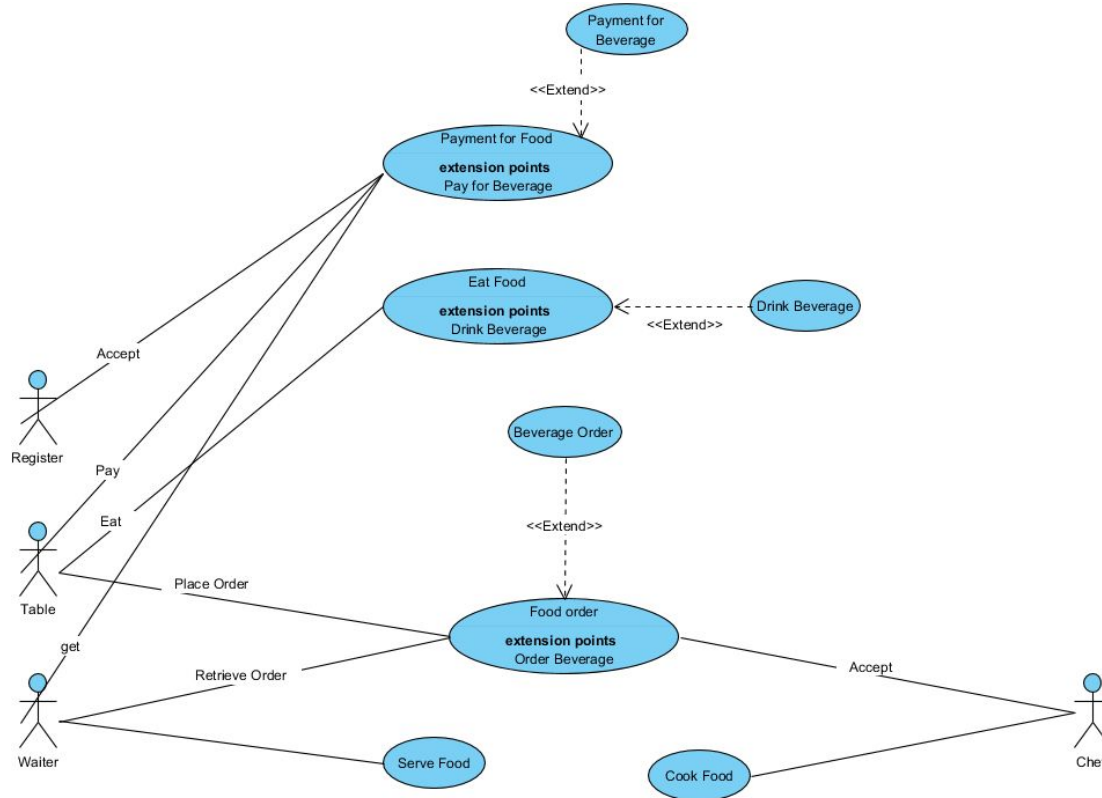 Payment for
Beverage
<<Extend>>
Payment for Food
extension points
Pay for Beverage
Eat Food
extension points
Drink Beverage
Drink Beverage
<<Extend>>
Accept
Register
Beverage Order
Pay
Eat
<<Extend>>
Table
Place Order
Food order
extension points
Order Beverage
get
Retrieve Order
Accept
Waiter
Serve Food
Cook Food
Che